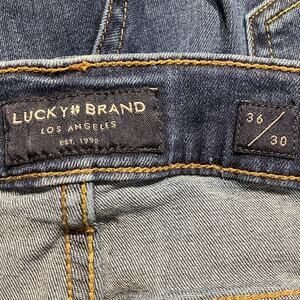 LUCKY BRAND
LOS ANGELES
EST. 1990
36/30